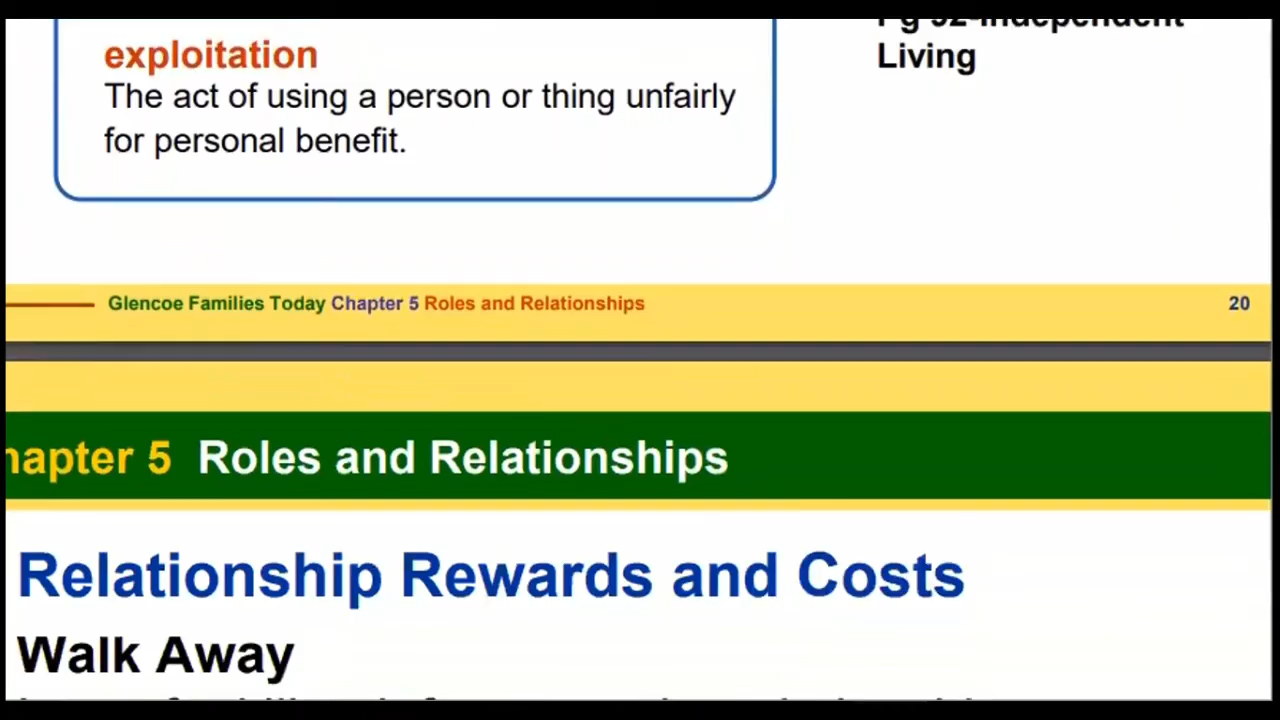 Pg 92-Independent
Living
exploitation
The act of using a person or thing unfairly
for personal benefit.
Glencoe Families Today Chapter 5 Roles and Relationships
20
hapter 5 Roles and Relationships
Relationship Rewards and Costs
Walk Away